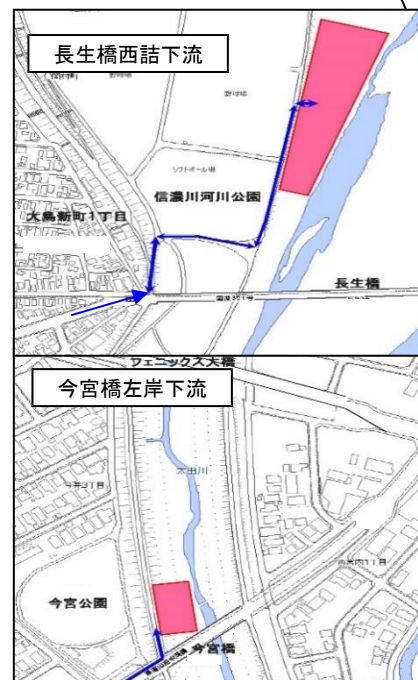 長生橋西詰下流
野球場
野球場
ソフトボール場
信濃川河川公園
大島新町1丁目
長生橋
国道351号
フェニックス大橋
今宮橋左岸下流
太田川
今井3丁目
今宮公園
今宮橋